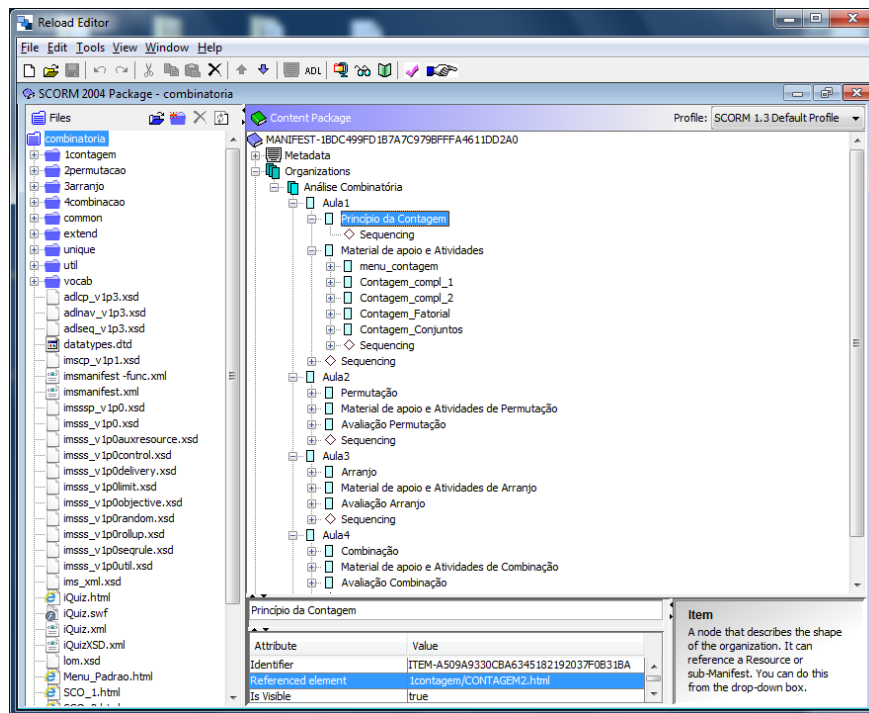 Reload Editor
File Edit Tools View Window Help
ADL
SCORM 2004 Package - combinatoria
Files
combinatoria
1contagem
2permutacao
3arranjo
4combinacao
common
extend
unique
util
vocab
adlcp_v1p3.xsd
adlnav_v1p3.xsd
adlseq_v1p3.xsd
datatypes.dtd
imscp_v1p1.xsd
imsmanifest -func.xml
imsmanifest.xml
imsssp_v1p0.xsd
imsss_v1p0.xsd
imsss_v1p0auxresource.xsd
imsss_v1p0control.xsd
imsss_v1p0delivery.xsd
imsss_v1p0limit.xsd
imsss_v1p0objective.xsd
imsss_v1p0random.xsd
imsss_v1p0rollup.xsd
imsss_v1p0seqrule.xsd
imsss_v1p0util.xsd
ims_xml.xsd
iQuiz.html
iQuiz.swf
iQuiz.xml
iQuizXSD.xml
lom.xsd
Menu_Padrao.html
SCO_1.html
Content Package
Profile: SCORM 1.3 Default Profile
MANIFEST-1BDC499FD1B7A7C979BFFFA4611DD2A0
Metadata
Organizations
Análise Combinatória
Aula1
Princípio da Contagem
Sequencing
Material de apoio e Atividades
menu_contagem
Contagem_compl_1
Contagem_compl_2
Contagem_Fatorial
Contagem_Conjuntos
Sequencing
Sequencing
Aula2
Permutação
Material de apoio e Atividades de Permutação
Avaliação Permutação
Sequencing
Aula3
Arranjo
Material de apoio e Atividades de Arranjo
Avaliação Arranjo
Sequencing
Aula4
Combinação
Material de apoio e Atividades de Combinação
Avaliação Combinação
Princípio da Contagem
Attribute Value
Identifier ITEM-A509A9330CBA6345182192037F0B31BA
Referenced element 1contagem/CONTAGEM2.html
Is Visible true
Item
A node that describes the shape
of the organization. It can
reference a Resource or
sub-Manifest. You can do this
from the drop-down box.